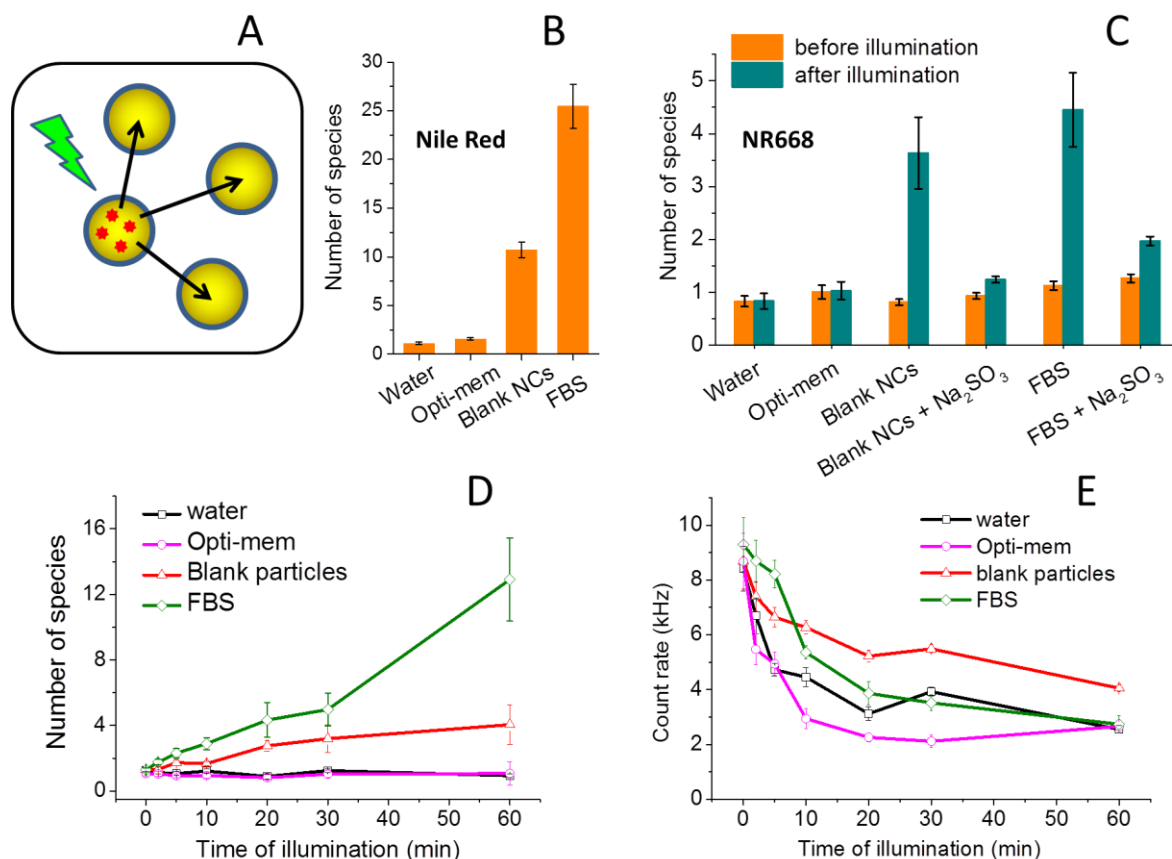 A
B
Number of species
30
25
20
15
10
5
0
Nile Red
Water
Opti-mem
Blank NCs
FBS
C
before illumination
after illumination
Number of species
5
4
3
2
1
0
NR668
Water
Opti-mem
Blank NCs
Blank NCs + Na₂SO₃
FBS
FBS + Na₂SO₃
D
water
Opti-mem
Blank particles
FBS
Number of species
16
12
8
4
0
0 10 20 30 40 50 60
Time of illumination (min)
E
water
Opti-mem
blank particles
FBS
Count rate (kHz)
10
8
6
4
2
0
0 10 20 30 40 50 60
Time of illumination (min)